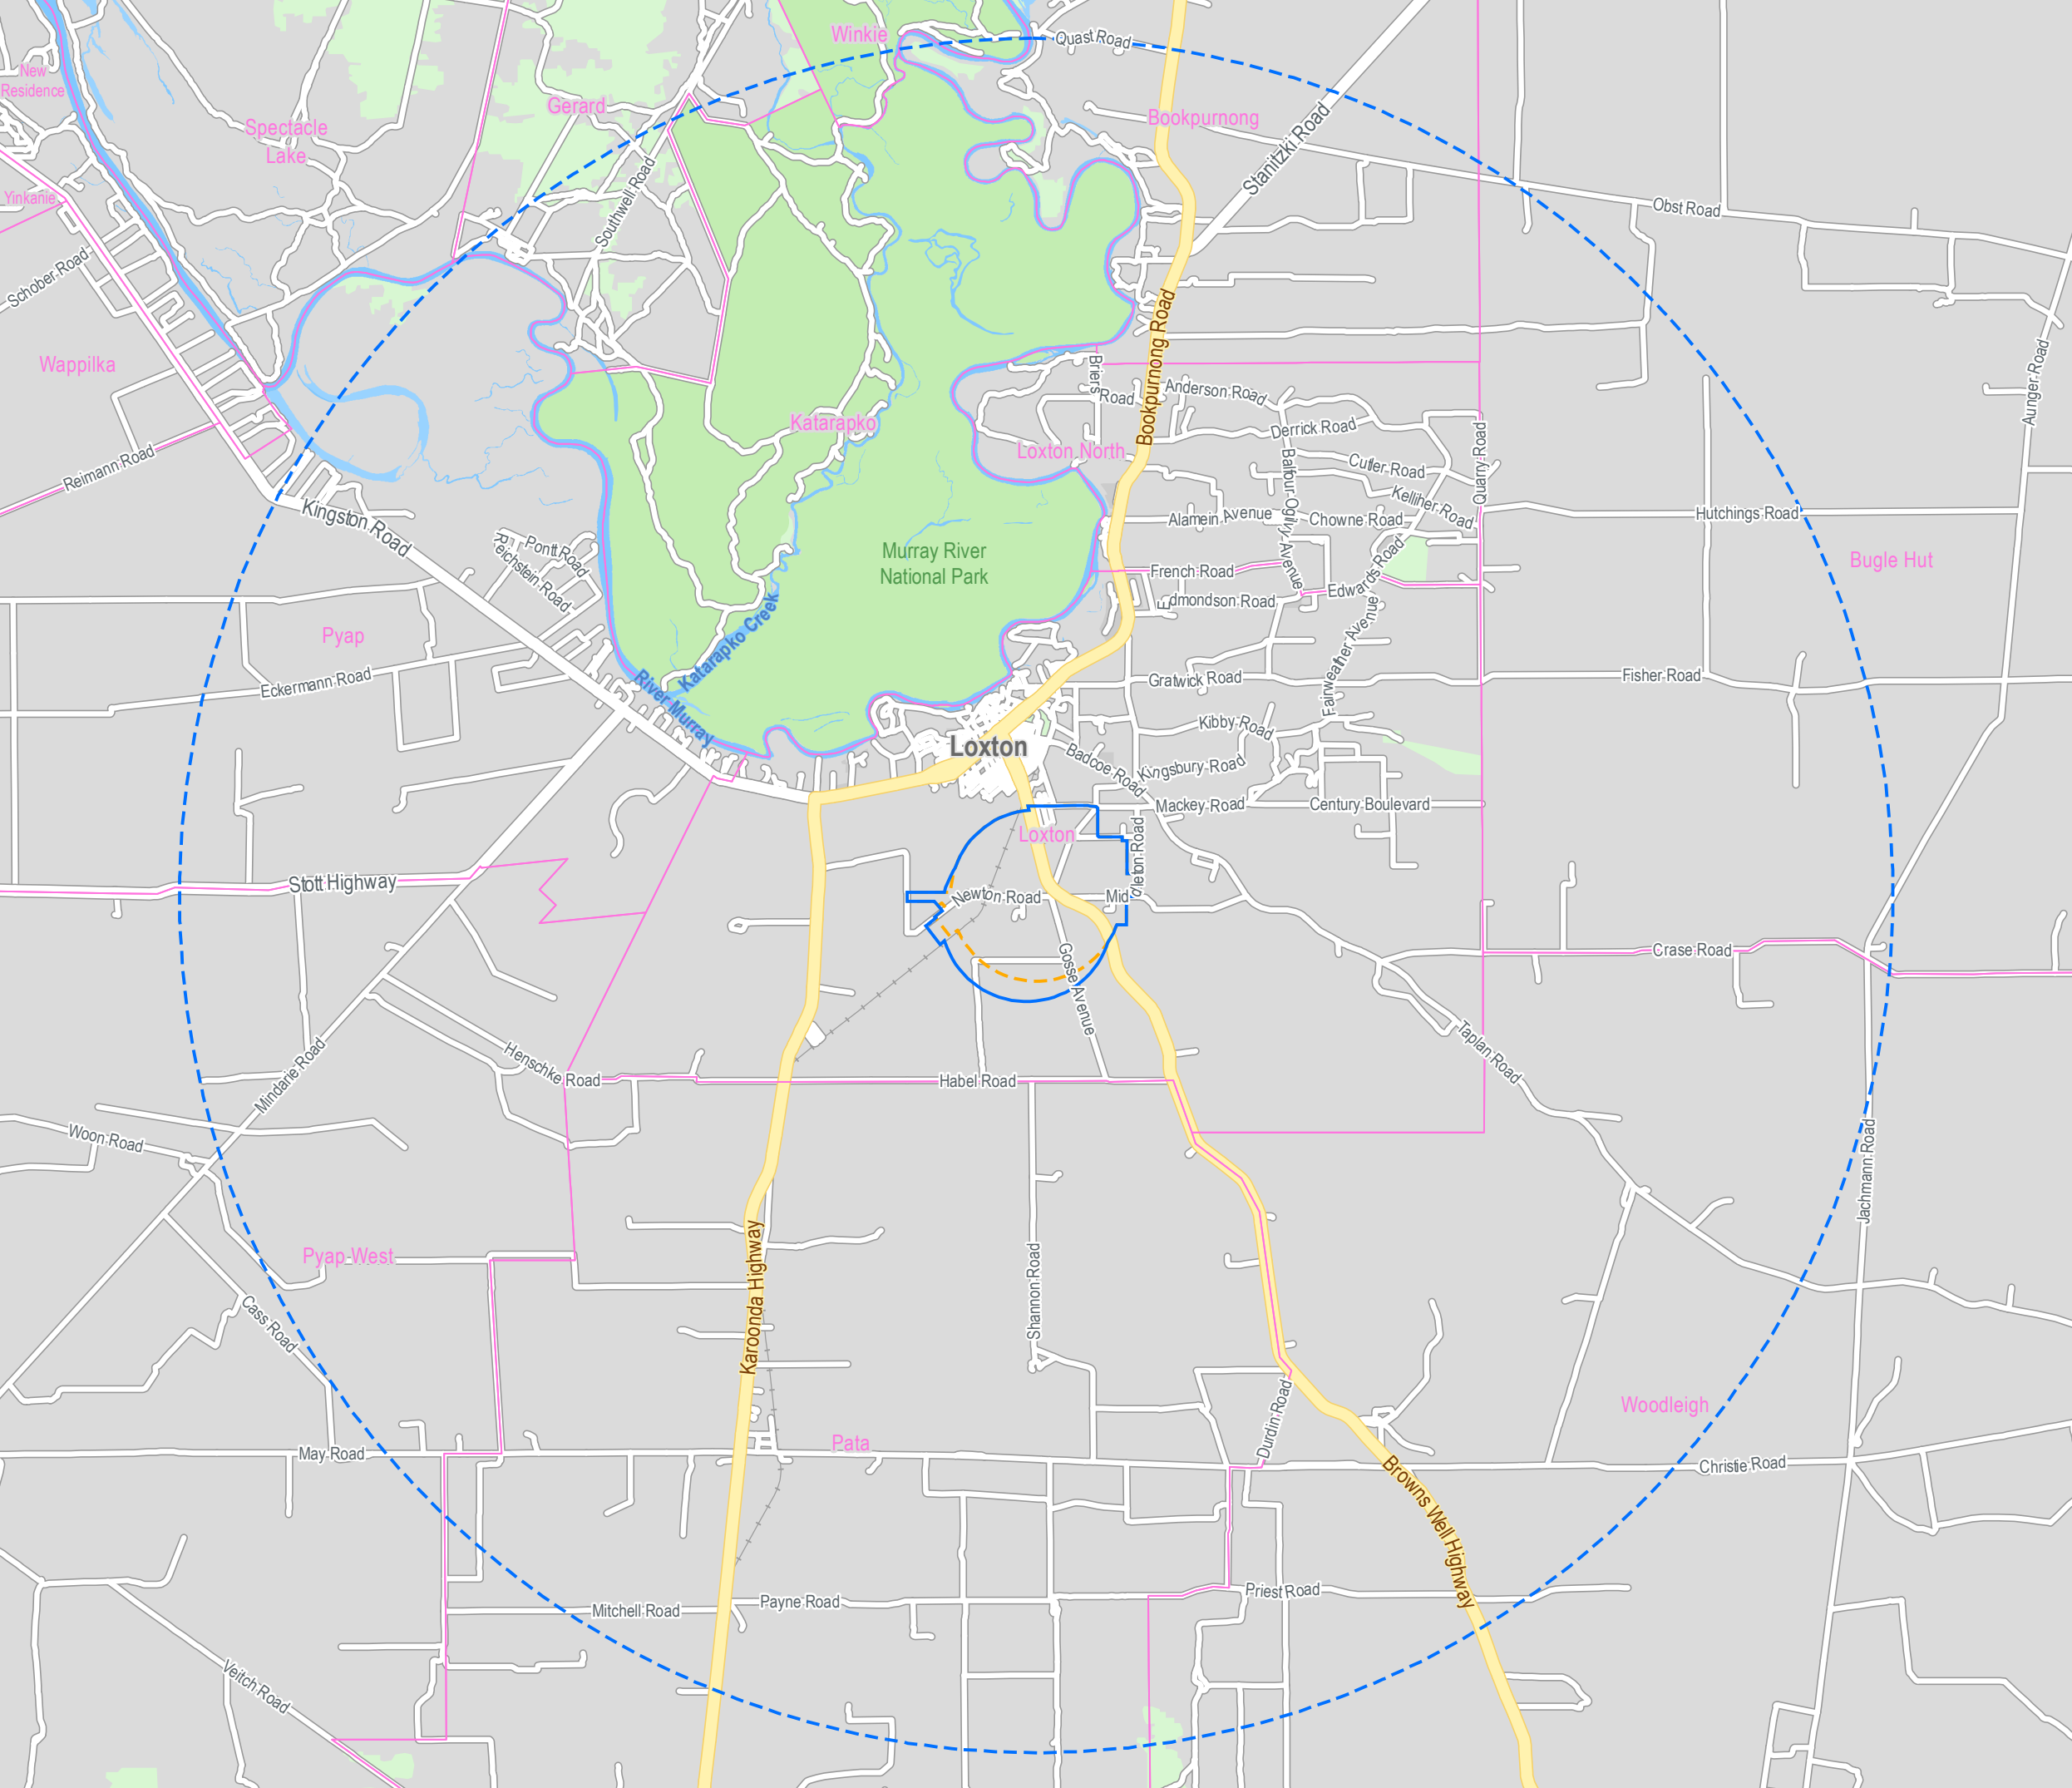 Winkie
Quast Road
New
Residence
Gerard
Bookpurnong
Spectacle
Lake
Stanitzki Road
Yinkanie
Southwell Road
Obst Road
Schober Road
Wappilka
Bookpurnong Road
Briers
Road
Anderson Road
Aunger Road
Katarapko
Derrick Road
Loxton North
Balfour-Ogilvy Avenue
Cutler Road
Quarry Road
Reimann Road
Kelliher Road
Kingston Road
Alamein Avenue
Chowne Road
Hutchings Road
Pontt Road
Reichstein Road
Murray River
National Park
Bugle Hut
French Road
Edwards Road
Edmondson Road
Pyap
Katarapko Creek
Fairweather Avenue
Eckermann Road
River Murray
Gratwick Road
Fisher Road
Kibby Road
Loxton
Badcoe Road
Kingsbury Road
Mackey Road
Century Boulevard
Loxton
Middleton Road
Stott Highway
Newton Road
Gosse Avenue
Crase Road
Taplan Road
Henschke Road
Mindarie Road
Habel Road
Woon Road
Jachmann Road
Pyap West
Karoonda Highway
Shannon Road
Cass Road
Durdin Road
Woodleigh
May Road
Pata
Christie Road
Browns Well Highway
Mitchell Road
Payne Road
Priest Road
Veitch Road